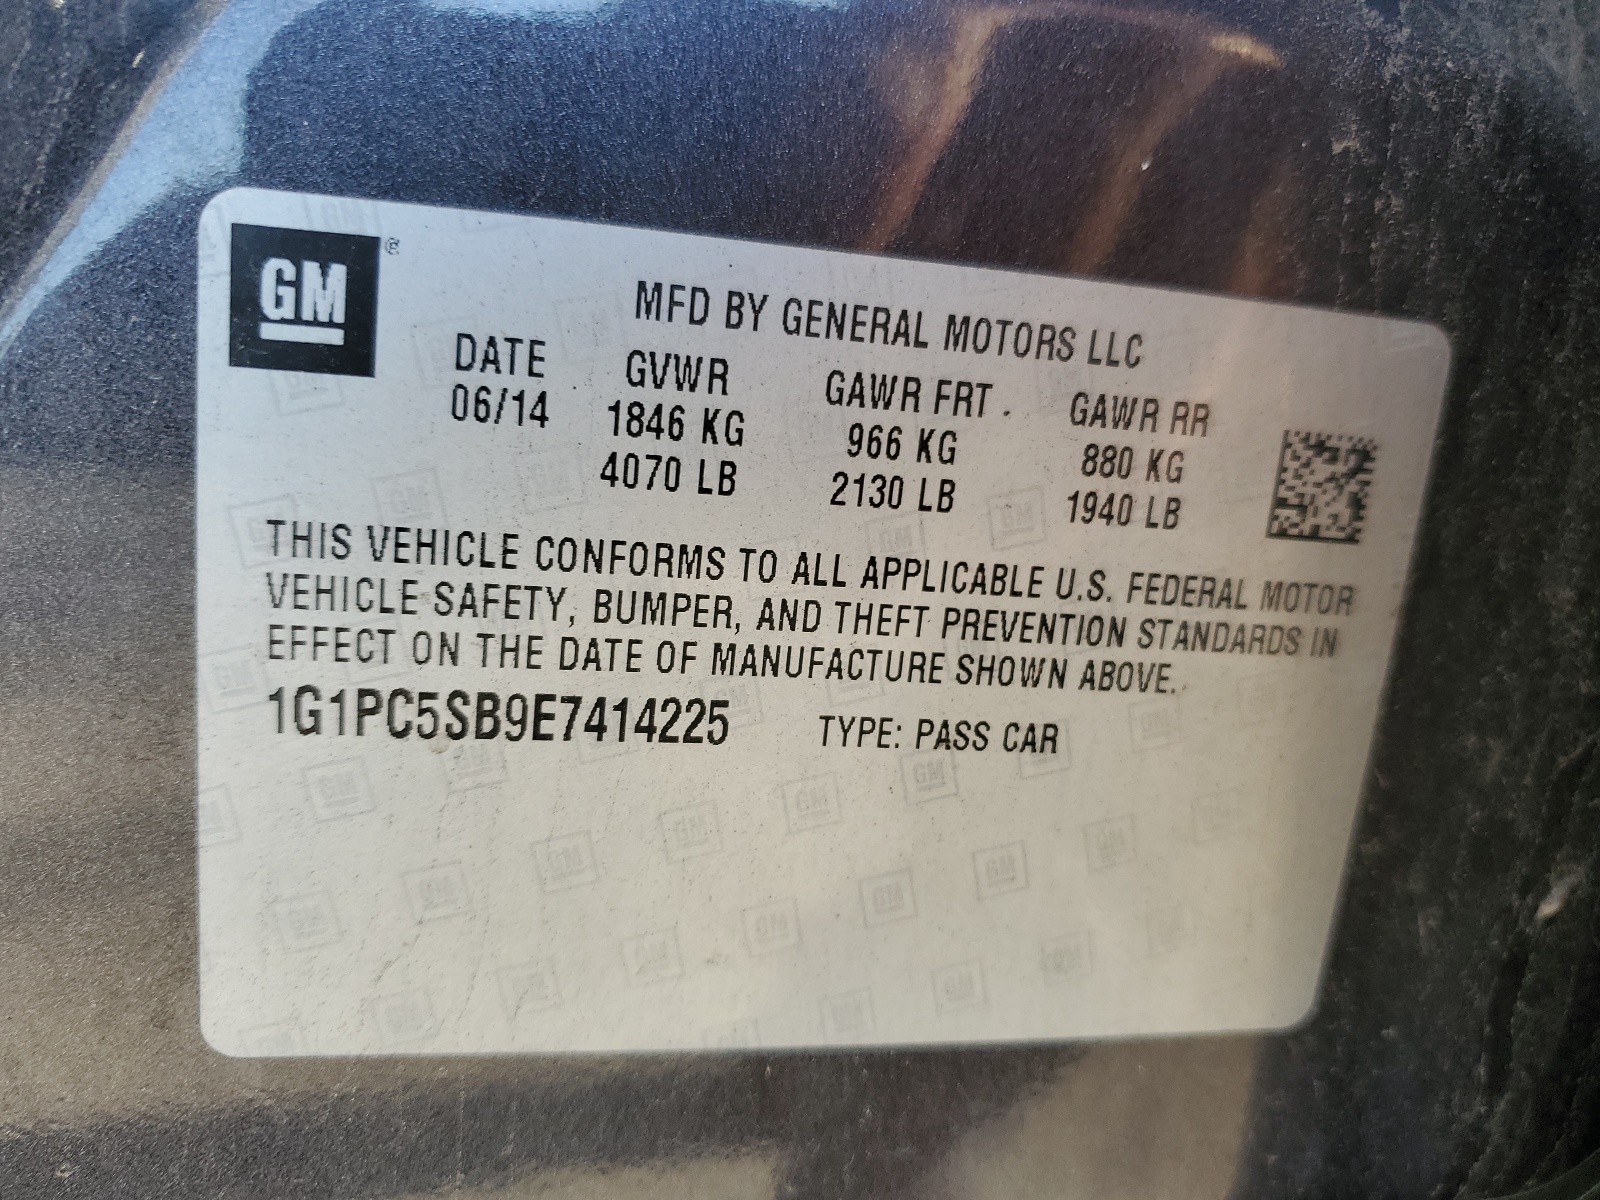 GM®
MFD BY GENERAL MOTORS LLC
DATE GVWR GAWR FRT . GAWR RR
06/14 1846 KG 966 KG 880 KG
4070 LB 2130 LB 1940 LB
THIS VEHICLE CONFORMS TO ALL APPLICABLE U.S. FEDERAL MOTOR
VEHICLE SAFETY, BUMPER, AND THEFT PREVENTION STANDARDS IN
EFFECT ON THE DATE OF MANUFACTURE SHOWN ABOVE.
1G1PC5SB9E7414225 TYPE: PASS CAR